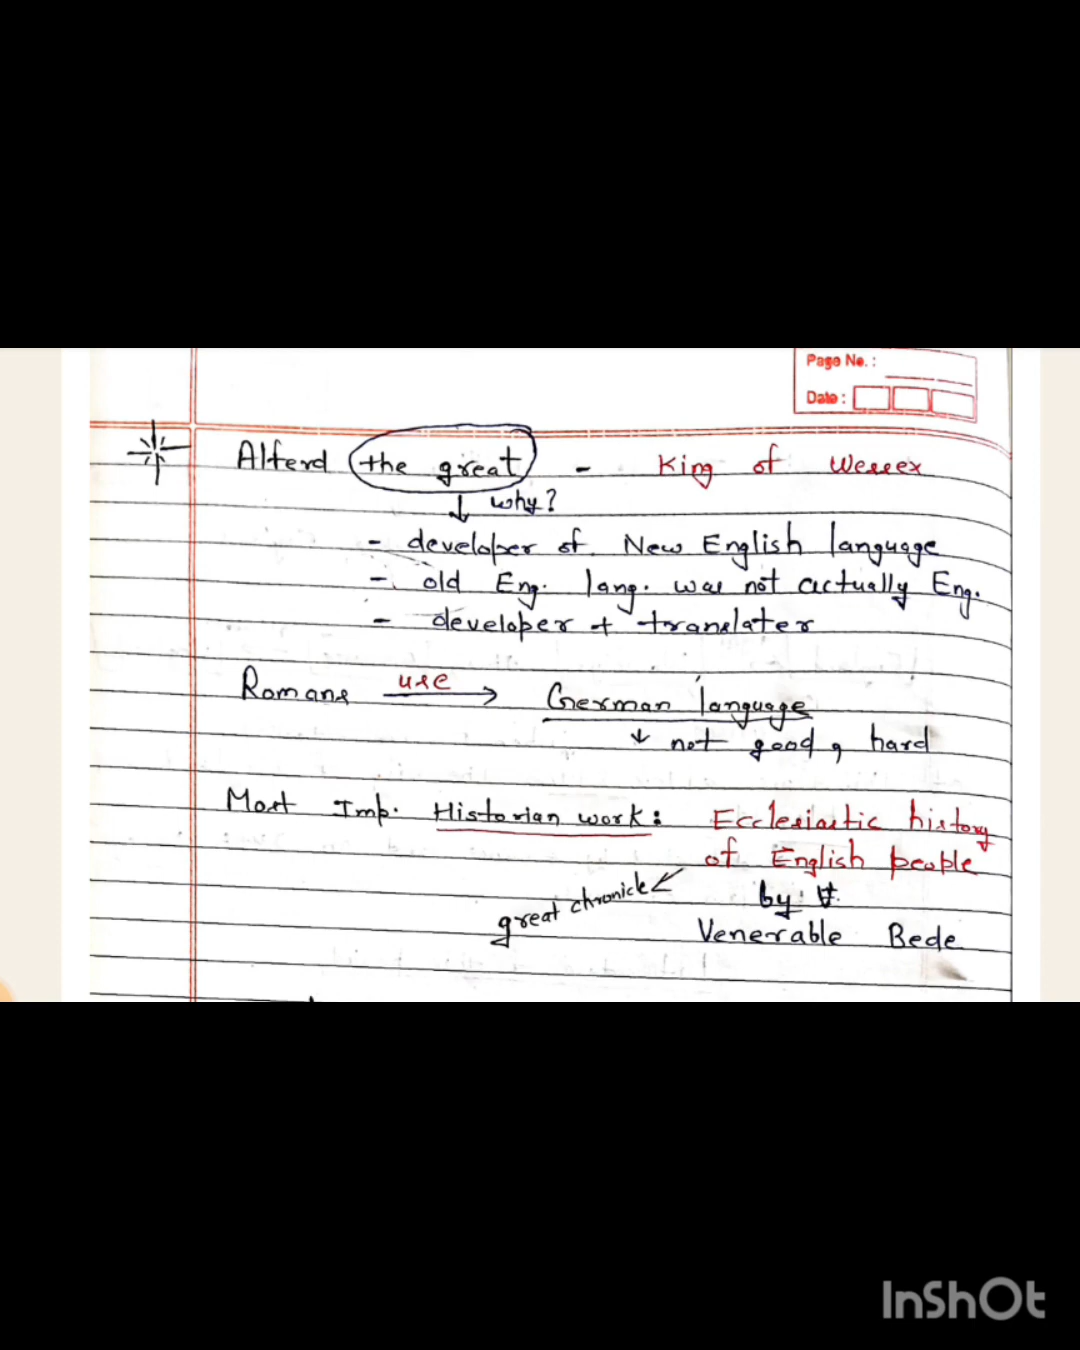 Page No. :
Date :
Alferd the great - King of Wessex
why?
- developer of New English language
- old Eng. lang. was not actually Eng.
- developer + translater
Romans use → German language
↓ not good, hard
Most Imp. Historian work : Ecclesiastic history
of English people
great chronicle by
Venerable Bede
InShOt